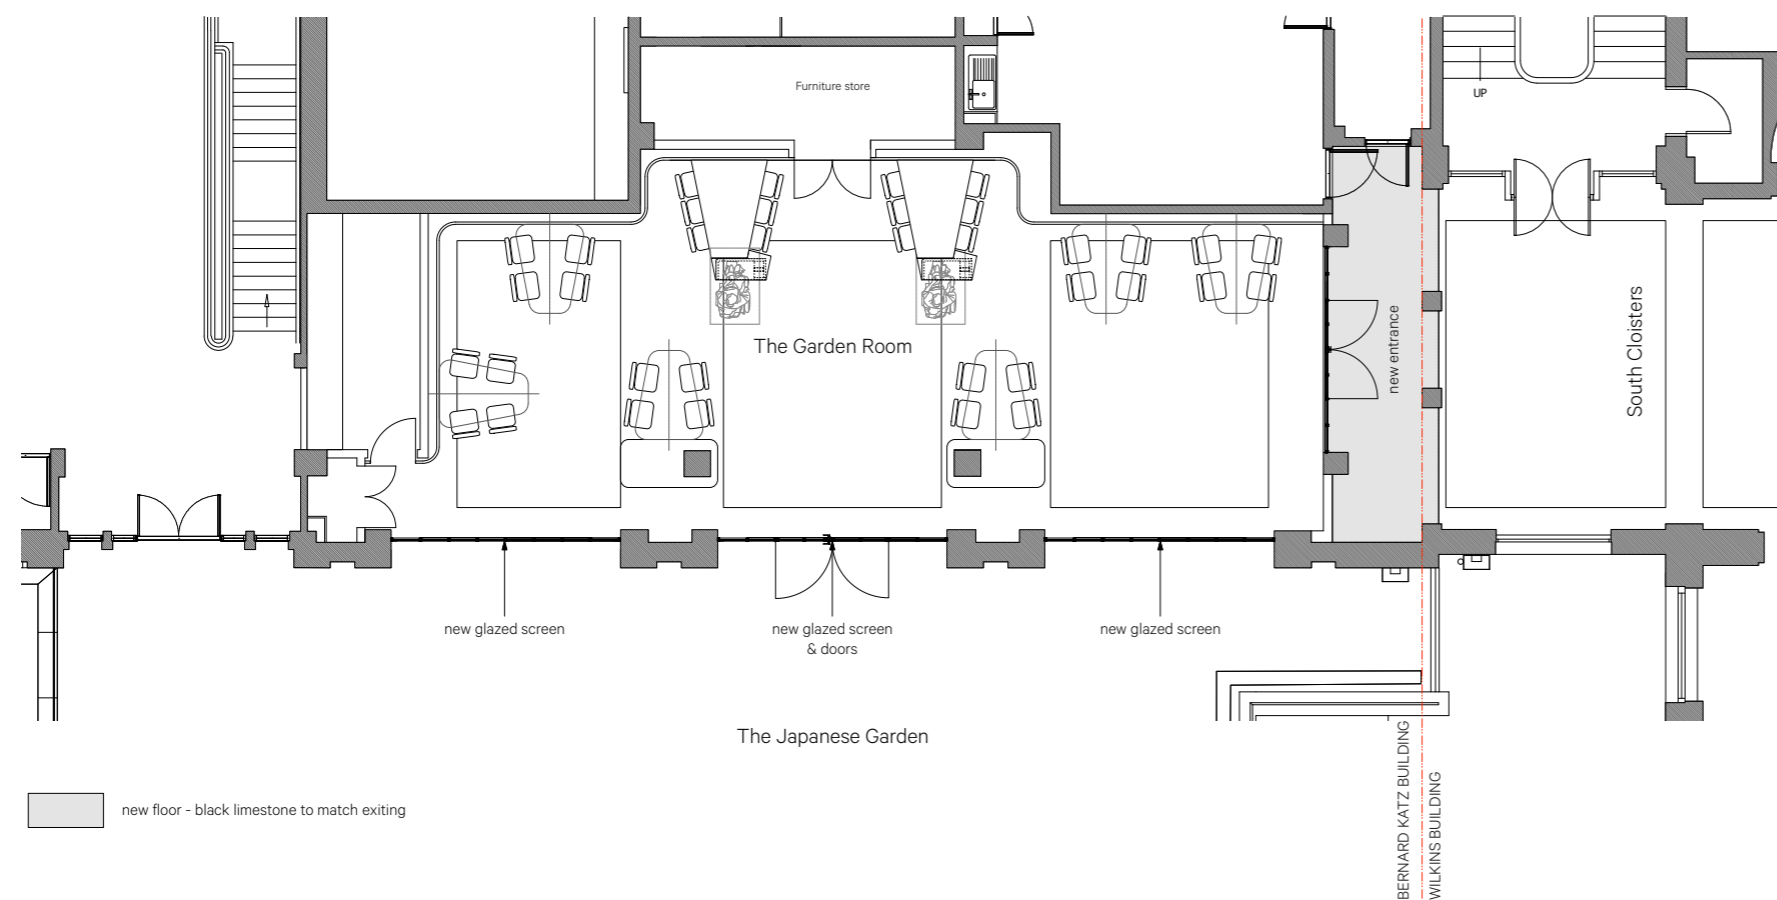 Furniture store
UP
The Garden Room
new entrance
South Cloisters
new glazed screen
new glazed screen
& doors
new glazed screen
The Japanese Garden
BERNARD KATZ BUILDING
WILKINS BUILDING
new floor - black limestone to match exiting